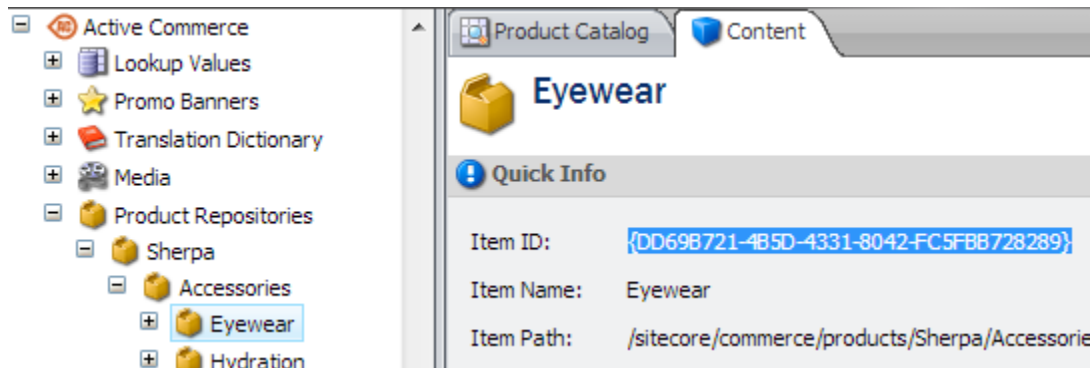 Active Commerce
Lookup Values
Promo Banners
Translation Dictionary
Media
Product Repositories
Sherpa
Accessories
Eyewear
Hydration
Product Catalog
Content
Eyewear
Quick Info
Item ID: {DD69B721-4B5D-4331-8042-FC5FBB728289}
Item Name: Eyewear
Item Path: /sitecore/commerce/products/Sherpa/Accessorie